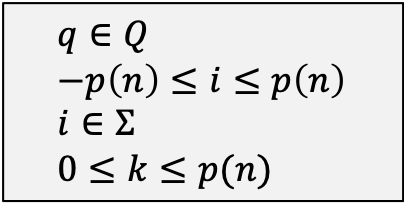 q ∈ Q
−p(n) ≤ i ≤ p(n)
i ∈ Σ
0 ≤ k ≤ p(n)